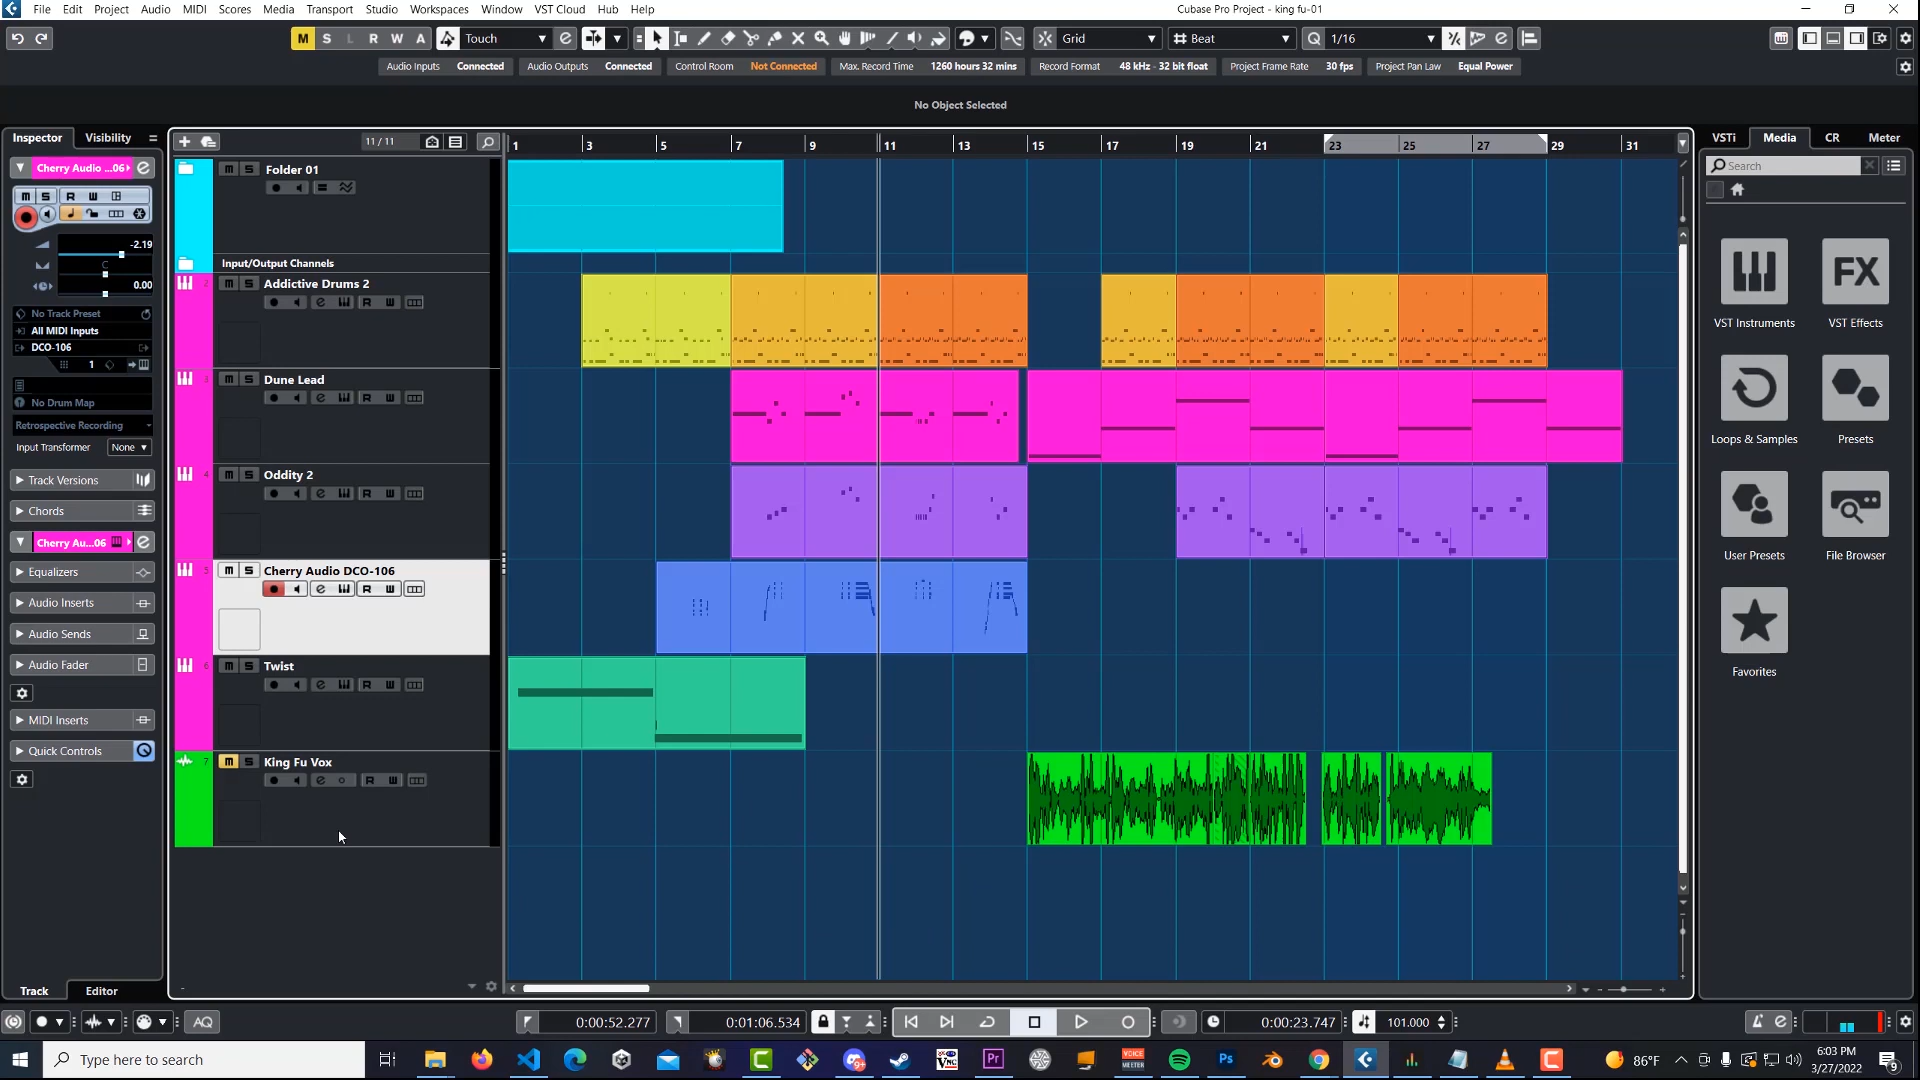 File Edit Project Audio MIDI Scores Media Transport Studio Workspaces Window VST Cloud Hub Help
Cubase Pro Project - king fu-01
M S L R W A Touch Grid Beat Q 1/16
Audio Inputs Connected Audio Outputs Connected Control Room Not Connected Max. Record Time 1260 hours 32 mins Record Format 48 kHz - 32 bit float Project Frame Rate 30 fps Project Pan Law Equal Power
No Object Selected
Inspector Visibility
11 / 11
1 3 5 7 9 11 13 15 17 19 21 23 25 27 29 31
VSTi Media CR Meter
Cherry Audio ...06
M S R W
-2.19
C
0.00
No Track Preset
All MIDI Inputs
DCO-106
1
No Drum Map
Retrospective Recording
Input Transformer None
Track Versions
Chords
Cherry Au...06
Equalizers
Audio Inserts
Audio Sends
Audio Fader
MIDI Inserts
Quick Controls
Track Editor
M S Folder 01
Input/Output Channels
2 M S Addictive Drums 2
R W
3 M S Dune Lead
R W
4 M S Oddity 2
R W
5 M S Cherry Audio DCO-106
R W
6 M S Twist
R W
7 M S King Fu Vox
R W
Search
VST Instruments
FX
VST Effects
Loops & Samples
Presets
User Presets
File Browser
Favorites
AQ
0:00:52.277
0:01:06.534
0:00:23.747
101.000
Type here to search
86°F
6:03 PM
3/27/2022